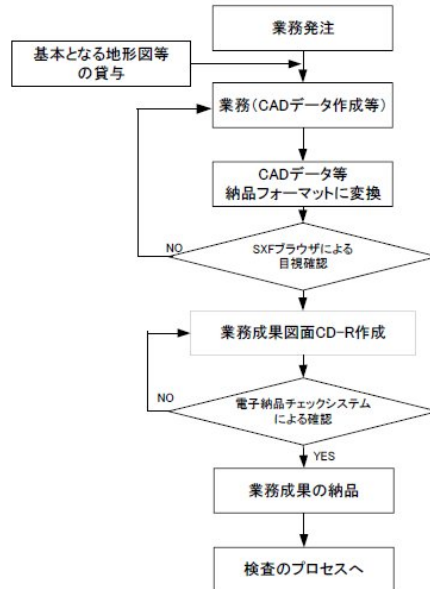 業務発注
基本となる地形図等
の貸与
業務(CADデータ作成等)
CADデータ等
納品フォーマットに変換
NO
SXFブラウザによる
目視確認
業務成果図面CD-R作成
NO
電子納品チェックシステム
による確認
YES
業務成果の納品
検査のプロセスへ